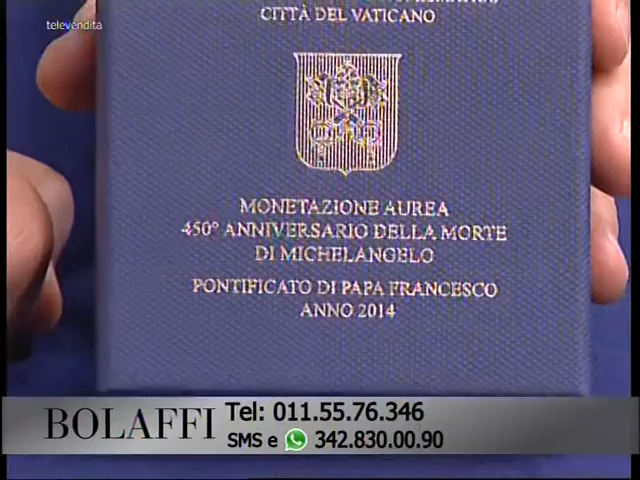 televendita
CITTÀ DEL VATICANO
MONETAZIONE AUREA
450° ANNIVERSARIO DELLA MORTE
DI MICHELANGELO
PONTIFICATO DI PAPA FRANCESCO
ANNO 2014
BOLAFFI
Tel: 011.55.76.346
SMS e 342.830.00.90